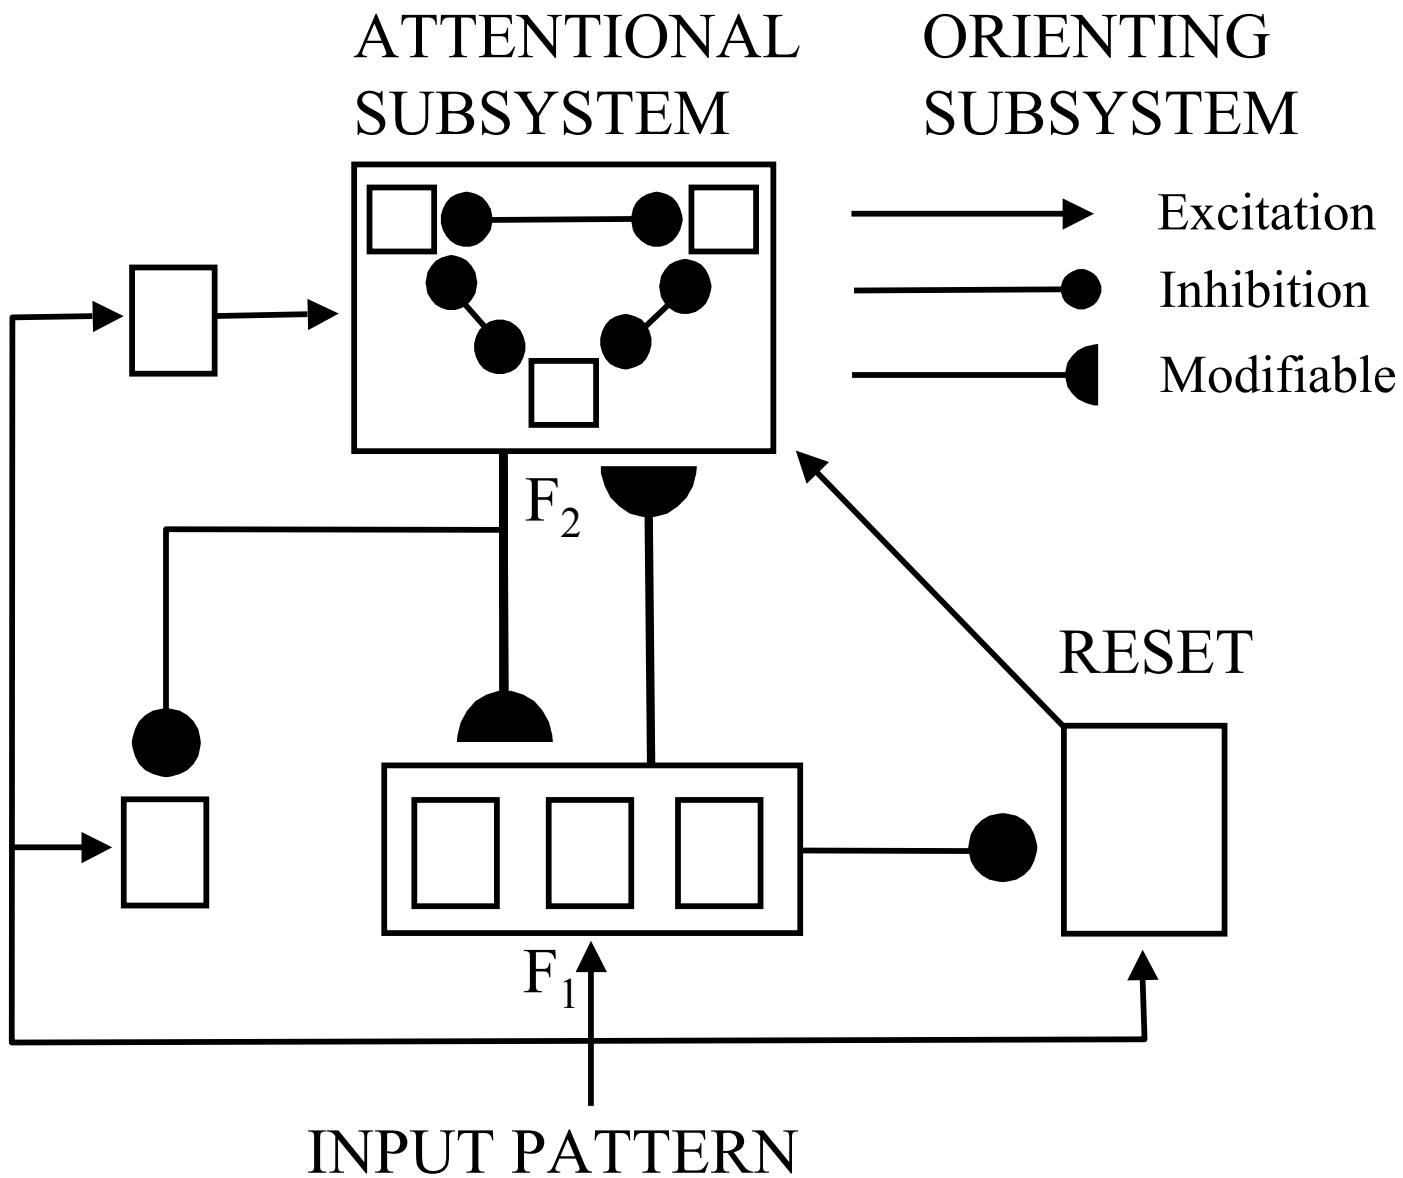 ATTENTIONAL
SUBSYSTEM
ORIENTING
SUBSYSTEM
Excitation
Inhibition
Modifiable
F2
RESET
F1
INPUT PATTERN